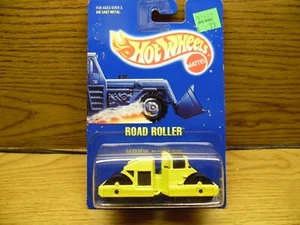 FOR AGES OVER 3
DIE CAST METAL
Hot Wheels
MATTEL
ROAD ROLLER